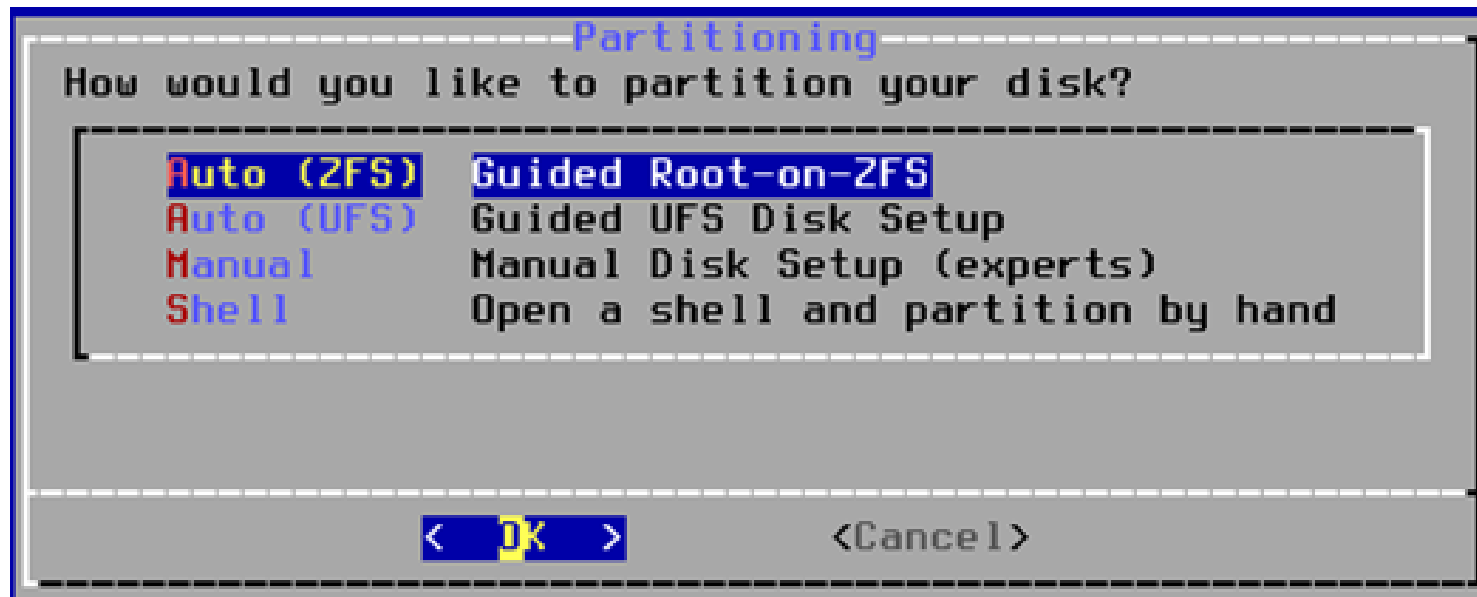 Partitioning
How would you like to partition your disk?
Auto (ZFS) Guided Root-on-ZFS
Auto (UFS) Guided UFS Disk Setup
Manual Manual Disk Setup (experts)
Shell Open a shell and partition by hand
< OK > <Cancel>